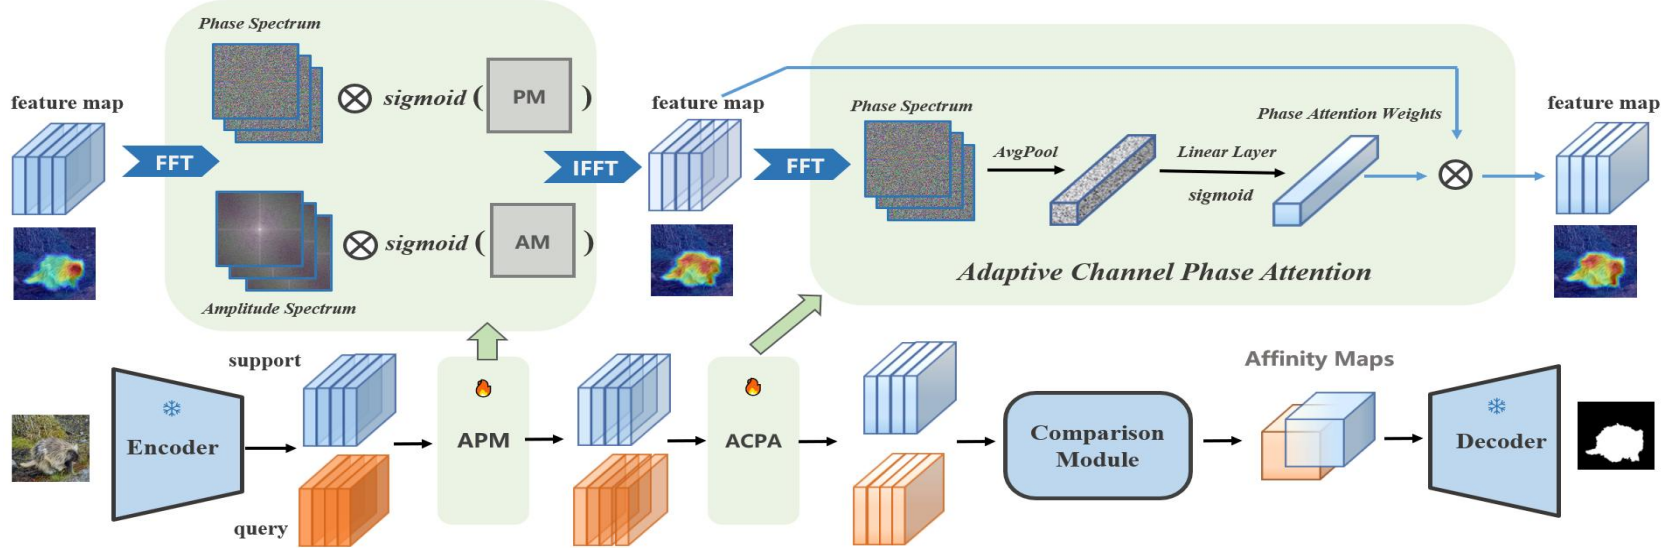 Phase Spectrum
feature map
FFT
sigmoid ( PM )
sigmoid ( AM )
Amplitude Spectrum
IFFT
feature map
FFT
Phase Spectrum
AvgPool
Linear Layer
sigmoid
Phase Attention Weights
feature map
Adaptive Channel Phase Attention
support
Encoder
query
APM
ACPA
Comparison
Module
Affinity Maps
Decoder